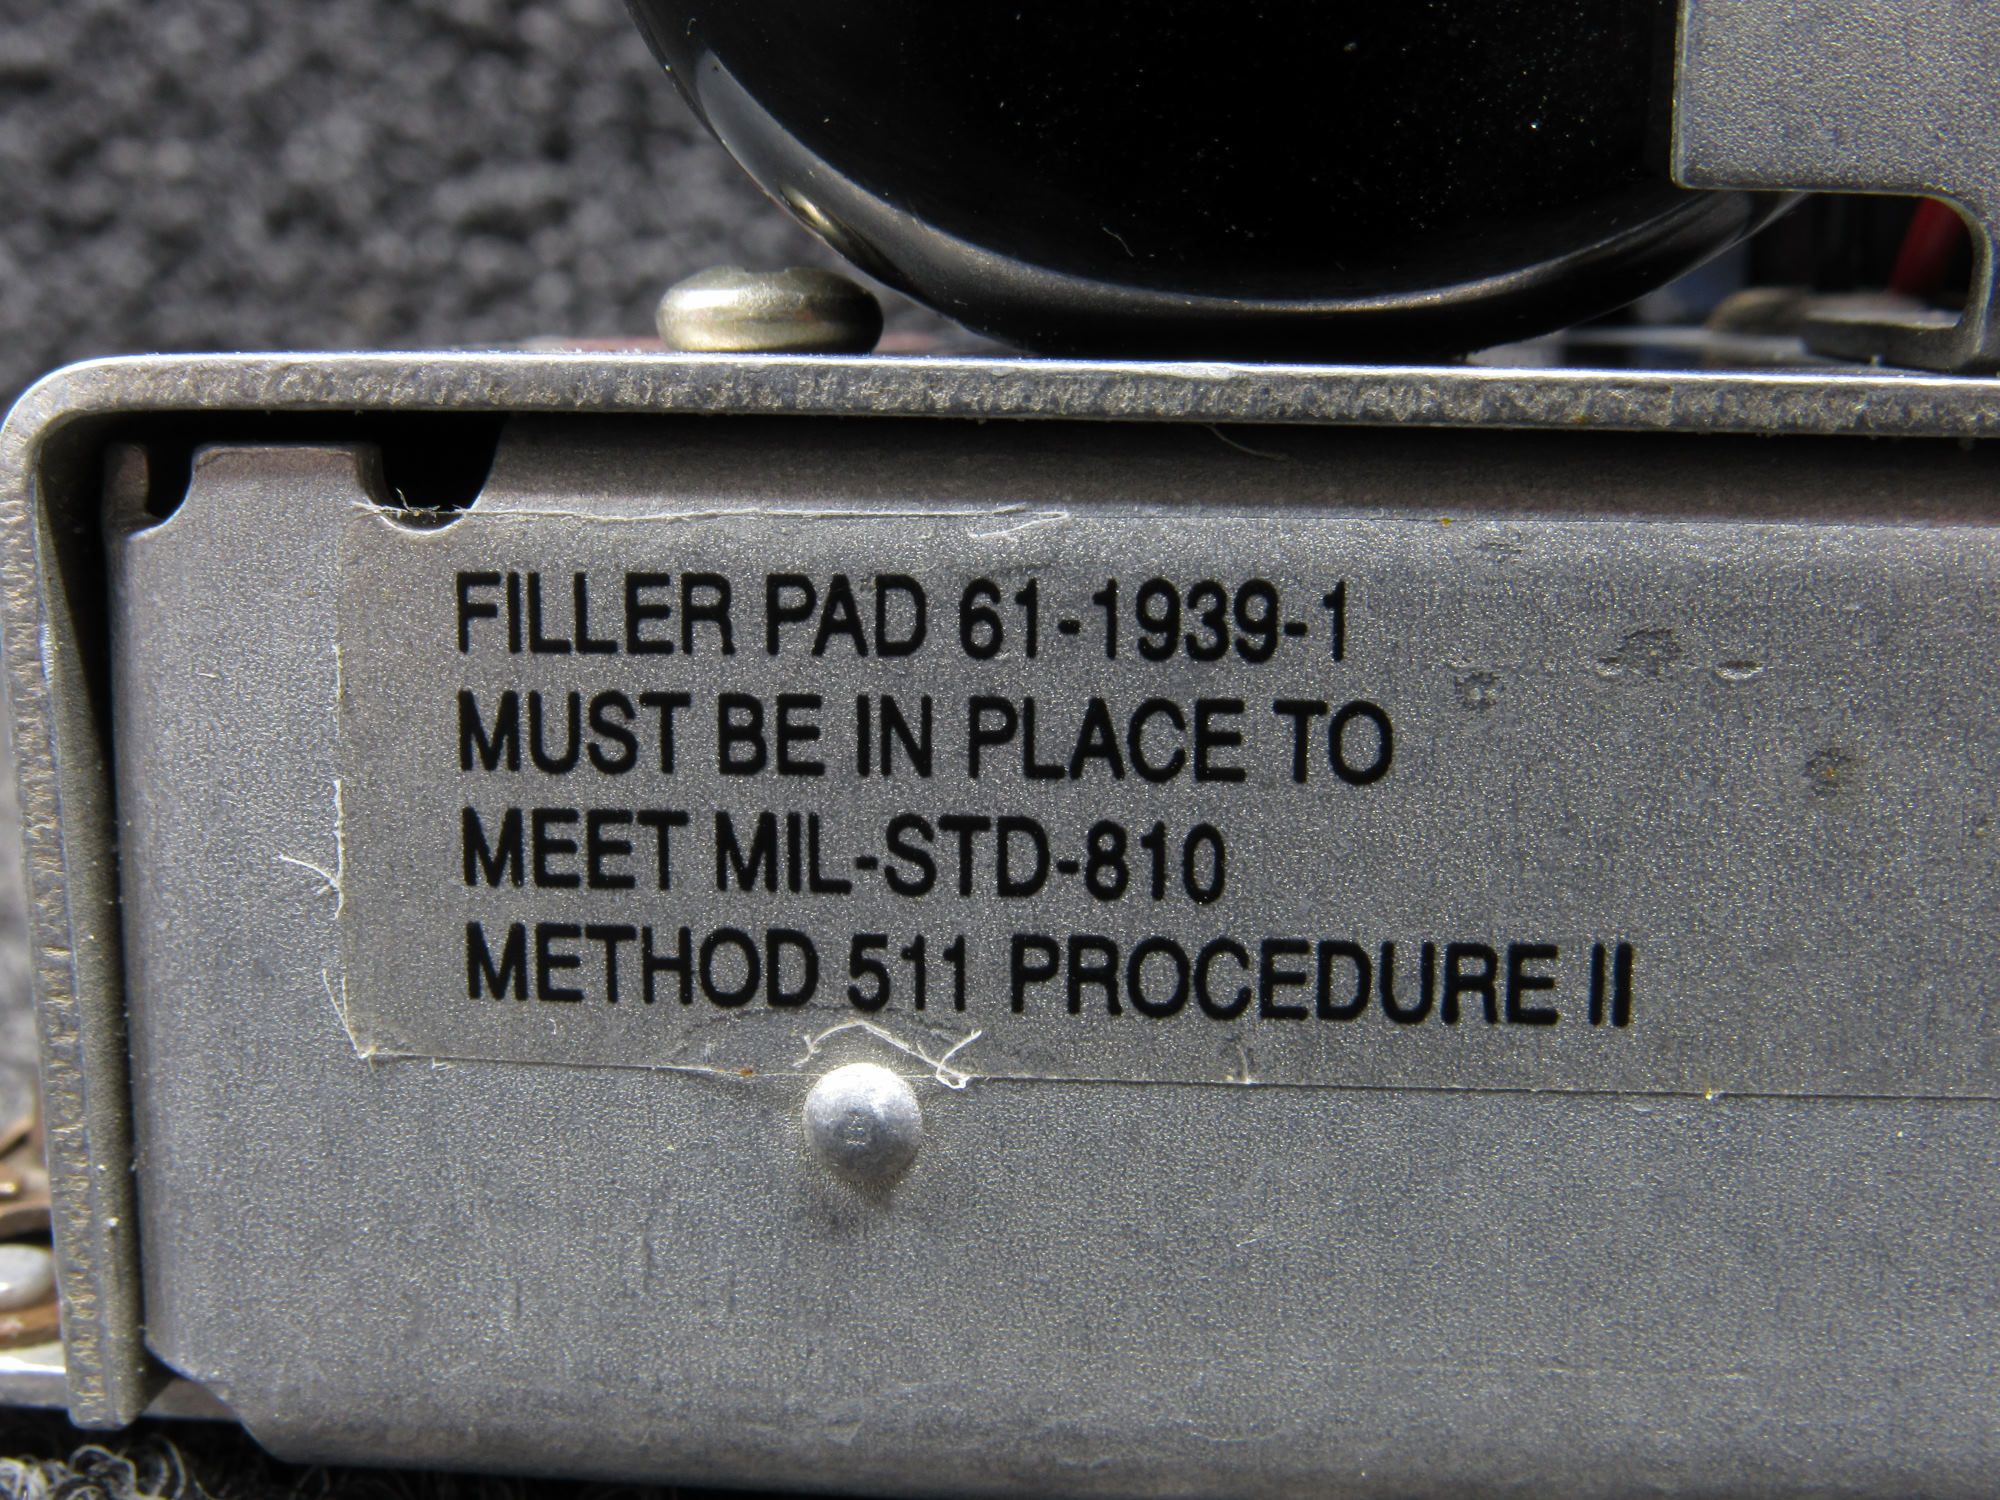 FILLER PAD 61-1939-1
MUST BE IN PLACE TO
MEET MIL-STD-810
METHOD 511 PROCEDURE II